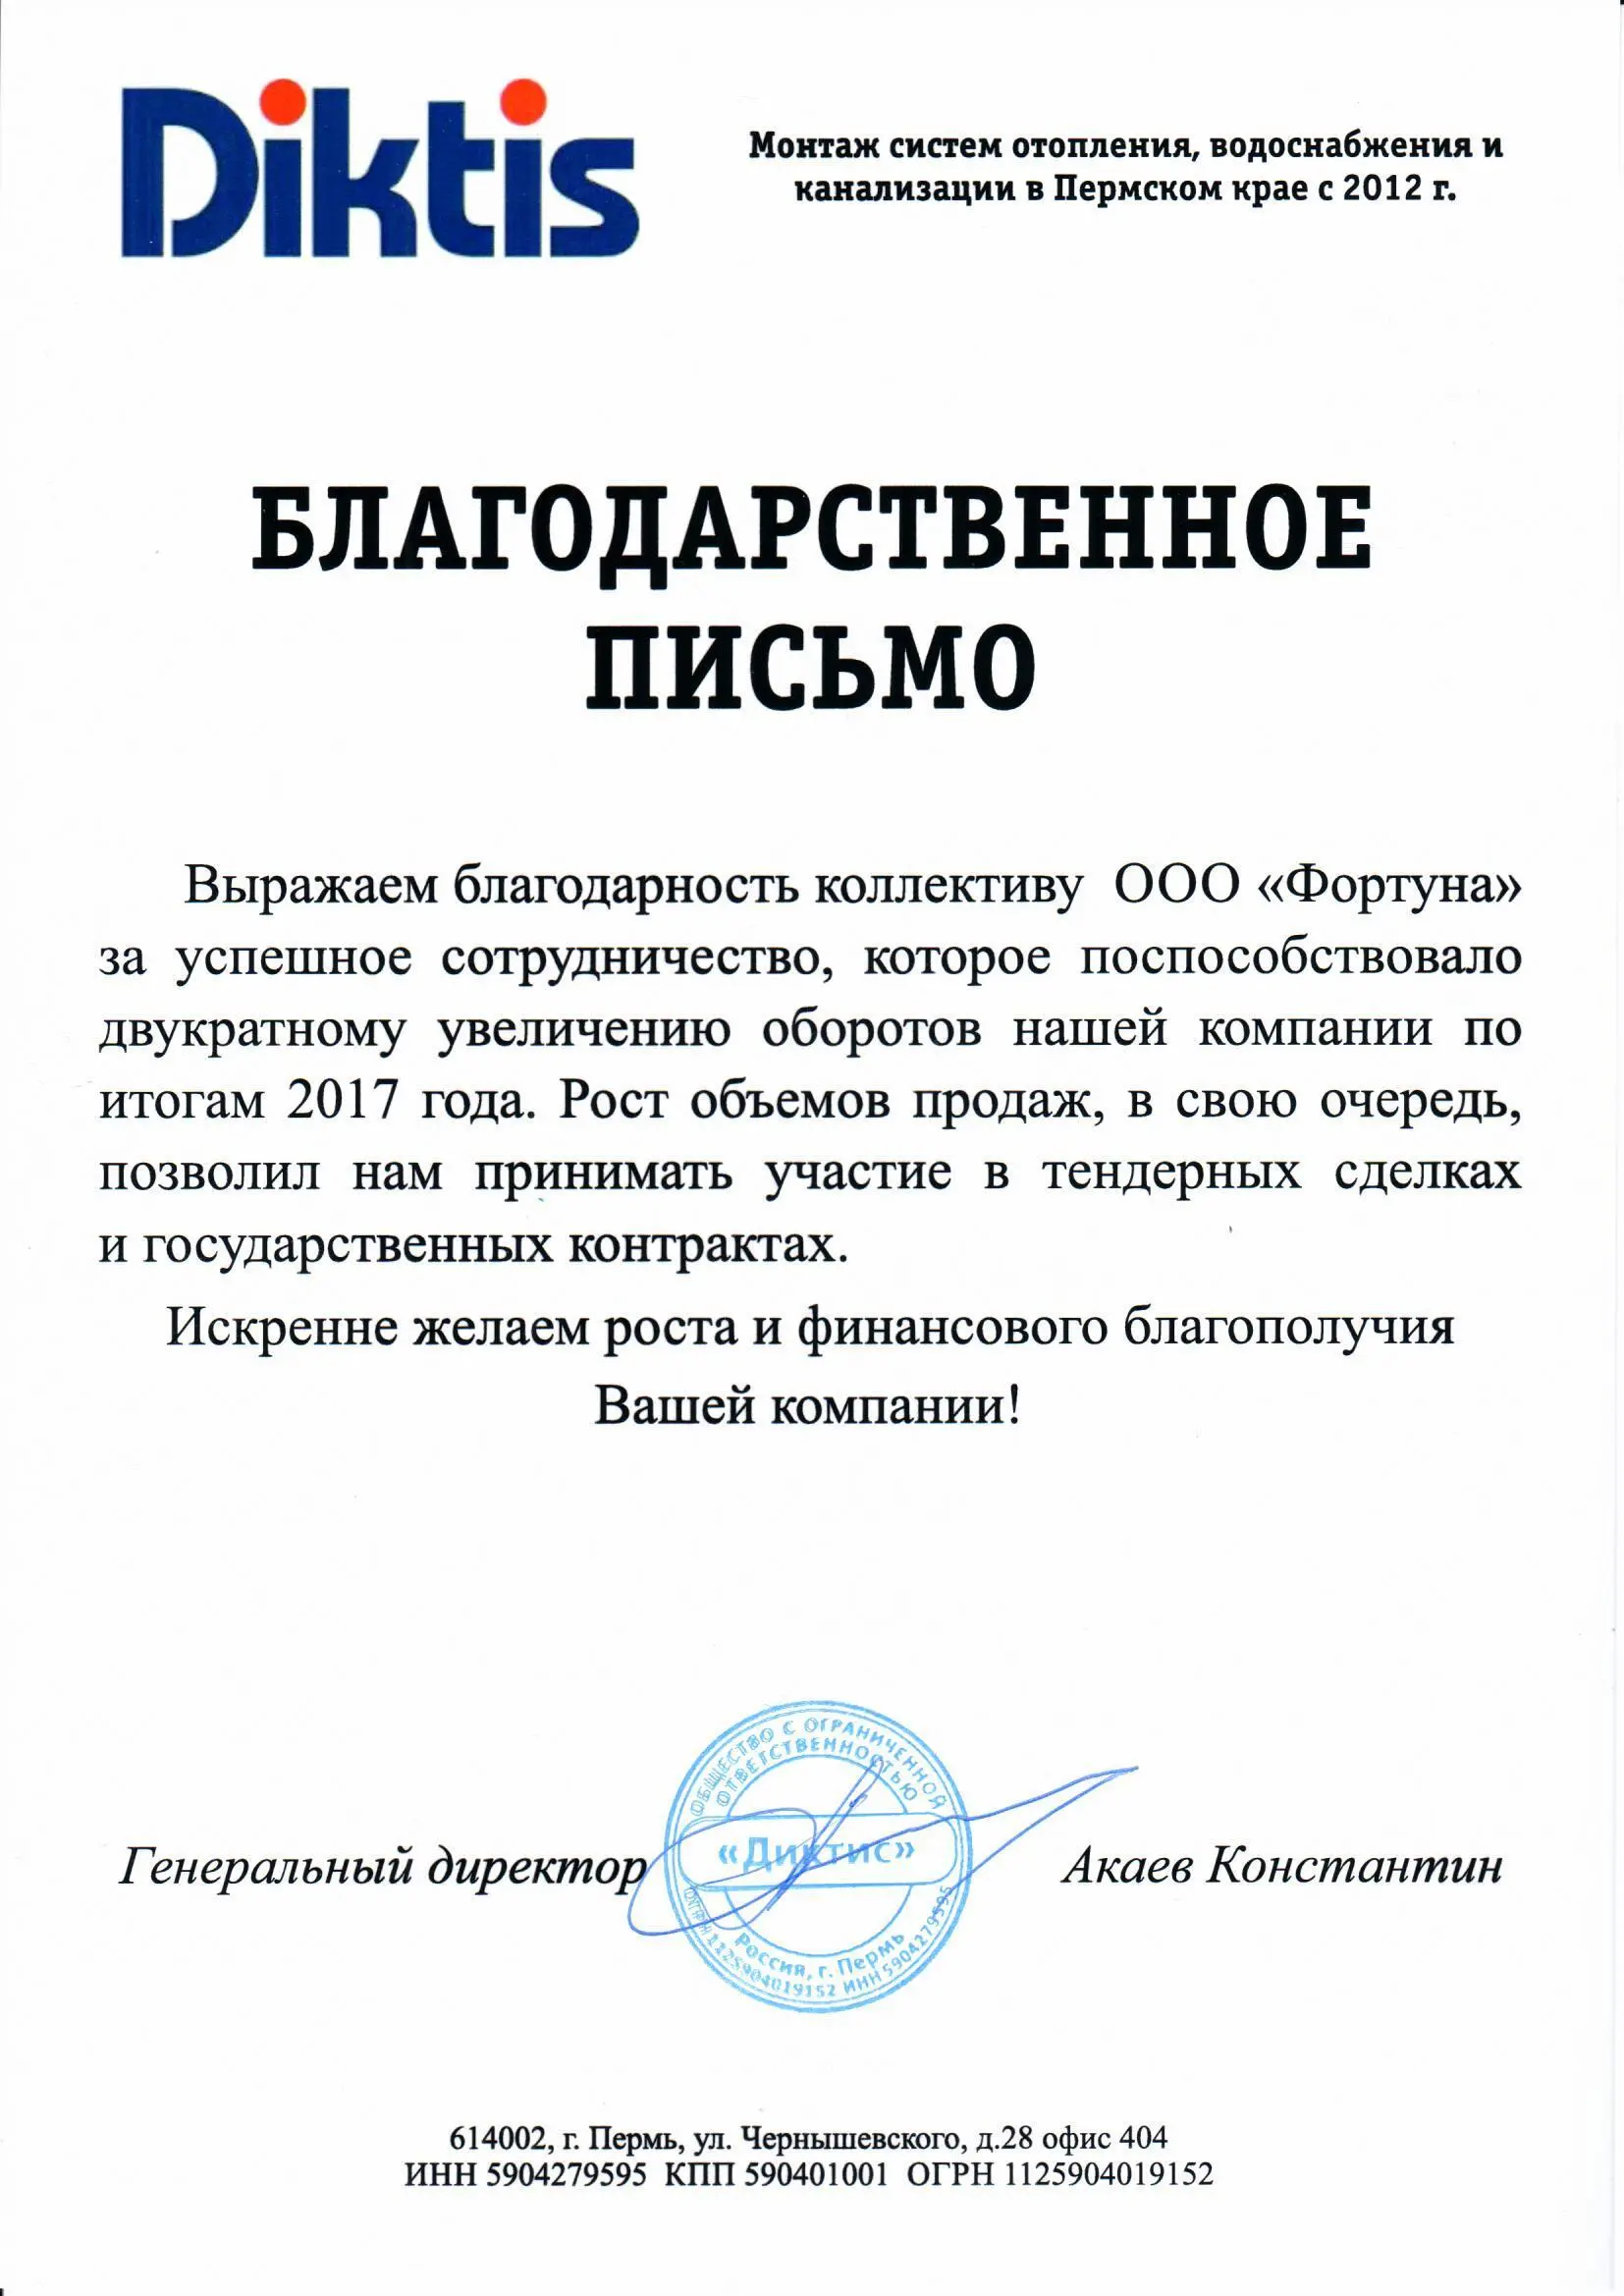 Diktis
Монтаж систем отопления, водоснабжения и
канализации в Пермском крае с 2012 г.
БЛАГОДАРСТВЕННОЕ
ПИСЬМО
Выражаем благодарность коллективу ООО «Фортуна»
за успешное сотрудничество, которое поспособствовало
двукратному увеличению оборотов нашей компании по
итогам 2017 года. Рост объемов продаж, в свою очередь,
позволил нам принимать участие в тендерных сделках
и государственных контрактах.
Искренне желаем роста и финансового благополучия
Вашей компании!
ОБЩЕСТВО С ОГРАНИЧЕННОЙ
ОТВЕТСТВЕННОСТЬЮ
«Диктис»
Россия, г. Пермь
ОГРН 1125904019152 ИНН 5904279595
Генеральный директор
Акаев Константин
614002, г. Пермь, ул. Чернышевского, д.28 офис 404
ИНН 5904279595 КПП 590401001 ОГРН 1125904019152